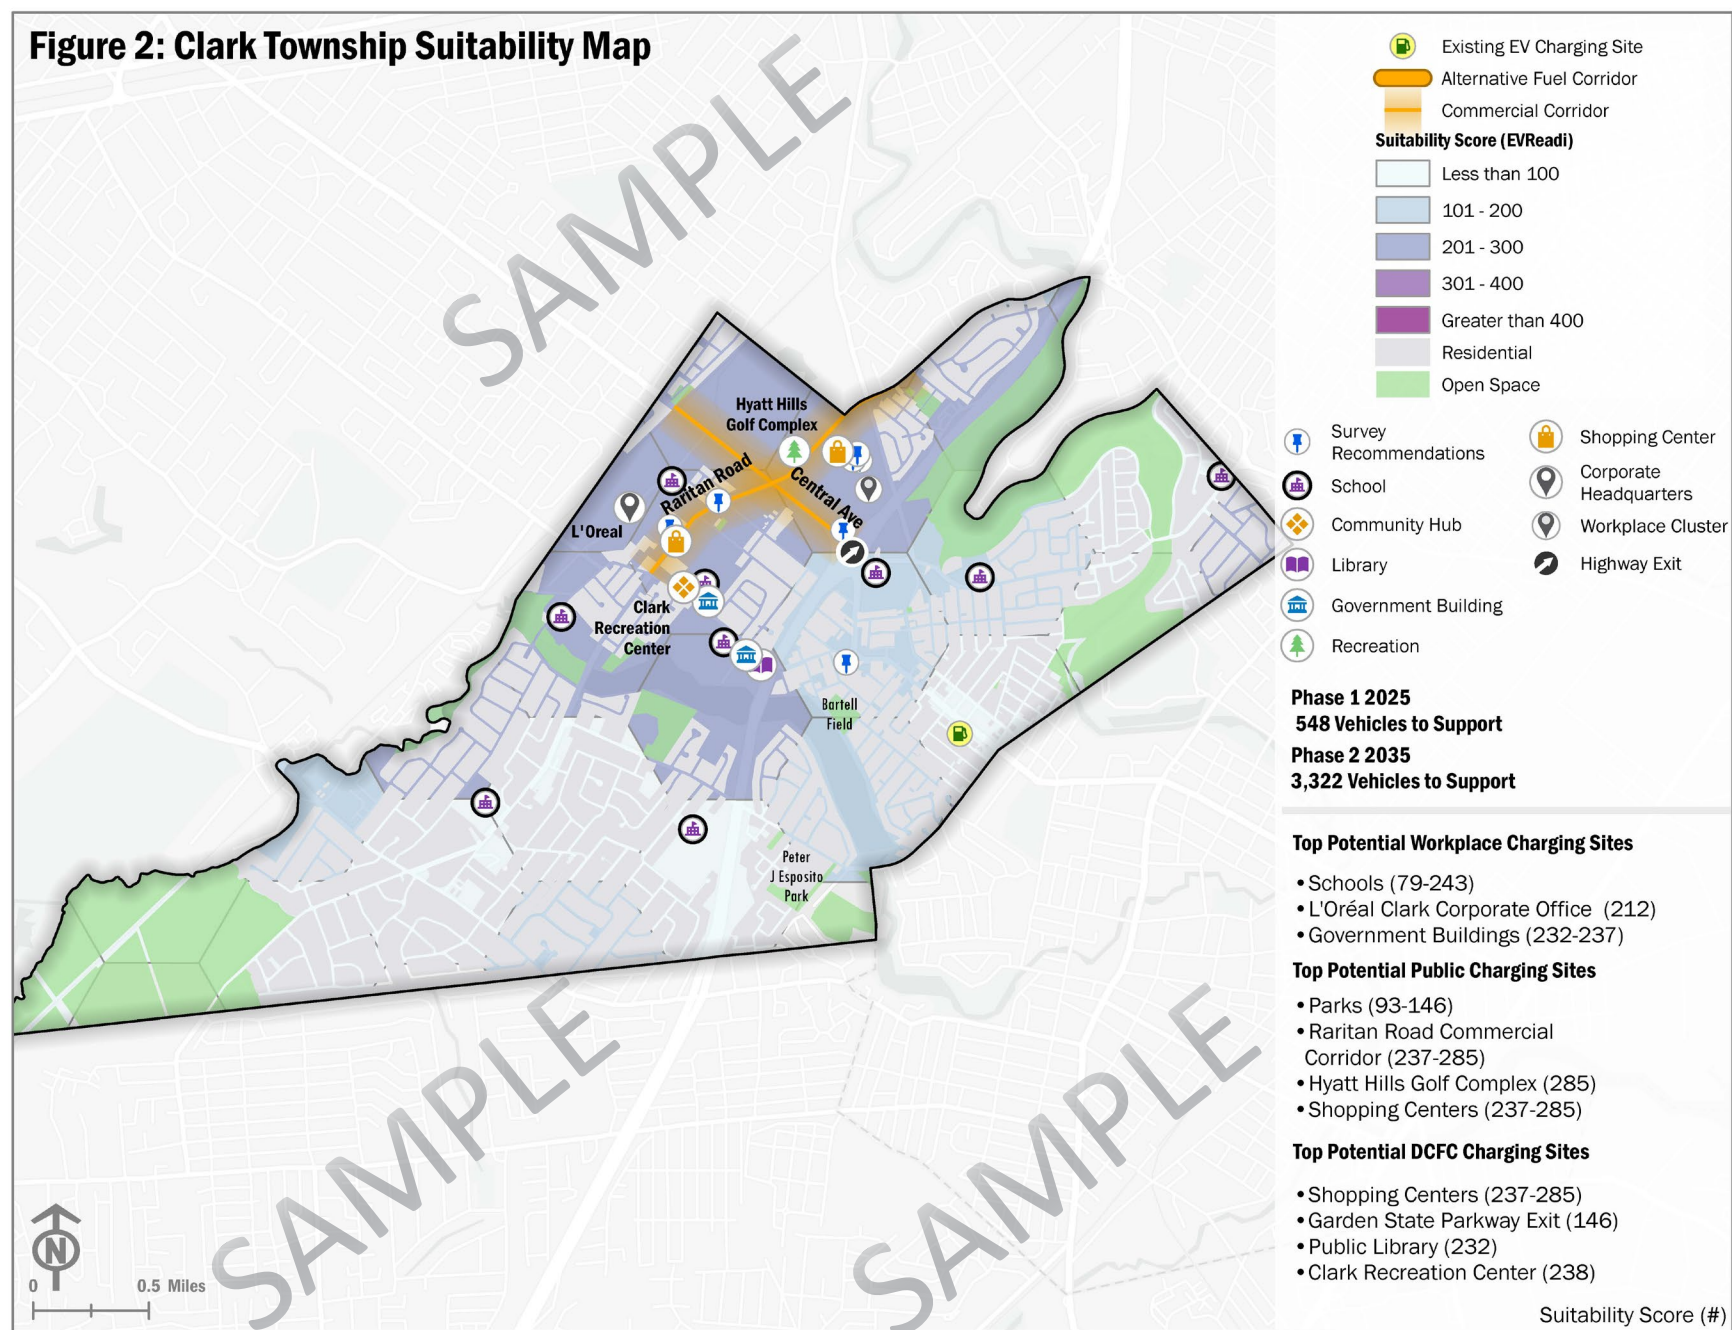 Figure 2: Clark Township Suitability Map
SAMPLE
Hyatt Hills
Golf Complex
Raritan Road
Central Ave
L'Oreal
Clark
Recreation
Center
Bartell
Field
Peter
J Esposito
Park
SAMPLE
SAMPLE
N
0
0.5 Miles
Existing EV Charging Site
Alternative Fuel Corridor
Commercial Corridor
Suitability Score (EVReadi)
Less than 100
101 - 200
201 - 300
301 - 400
Greater than 400
Residential
Open Space
Survey
Recommendations
School
Community Hub
Library
Government Building
Recreation
Shopping Center
Corporate
Headquarters
Workplace Cluster
Highway Exit
Phase 1 2025
548 Vehicles to Support
Phase 2 2035
3,322 Vehicles to Support
Top Potential Workplace Charging Sites
• Schools (79-243)
• L'Oréal Clark Corporate Office (212)
• Government Buildings (232-237)
Top Potential Public Charging Sites
• Parks (93-146)
• Raritan Road Commercial
Corridor (237-285)
• Hyatt Hills Golf Complex (285)
• Shopping Centers (237-285)
Top Potential DCFC Charging Sites
• Shopping Centers (237-285)
• Garden State Parkway Exit (146)
• Public Library (232)
• Clark Recreation Center (238)
Suitability Score (#)